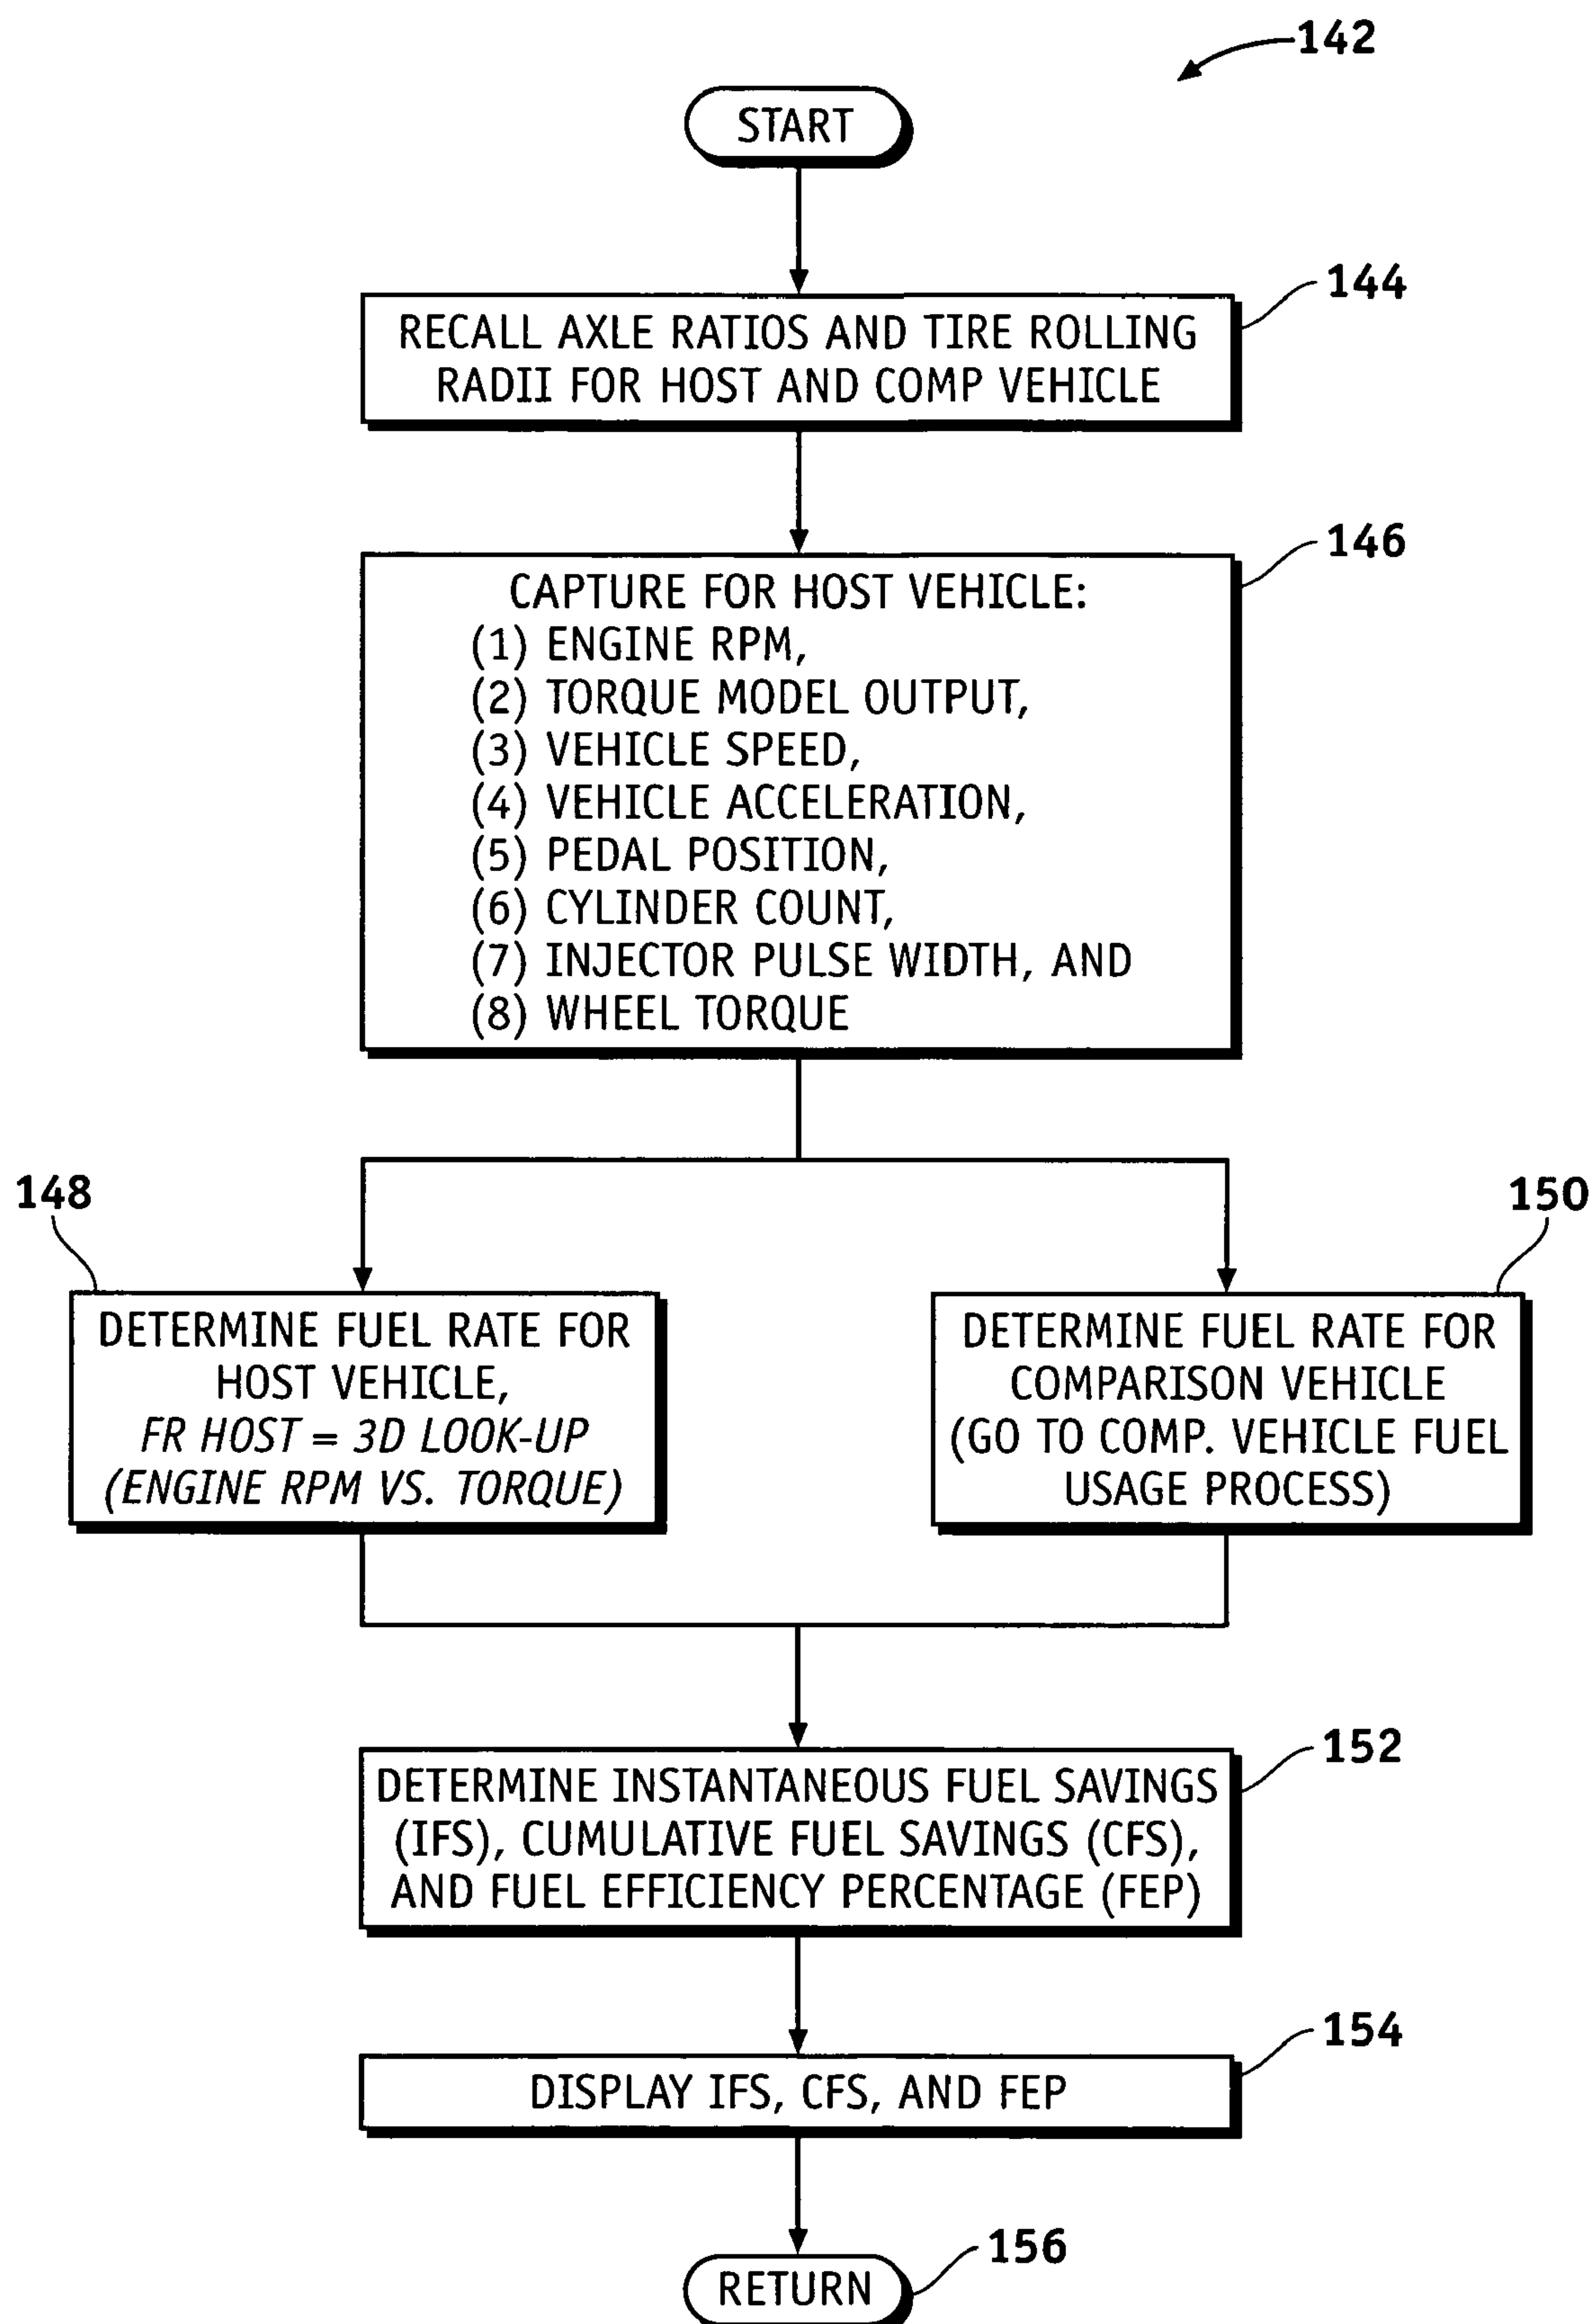 142
START
144
RECALL AXLE RATIOS AND TIRE ROLLING
RADII FOR HOST AND COMP VEHICLE
146
CAPTURE FOR HOST VEHICLE:
(1) ENGINE RPM,
(2) TORQUE MODEL OUTPUT,
(3) VEHICLE SPEED,
(4) VEHICLE ACCELERATION,
(5) PEDAL POSITION,
(6) CYLINDER COUNT,
(7) INJECTOR PULSE WIDTH, AND
(8) WHEEL TORQUE
148
DETERMINE FUEL RATE FOR
HOST VEHICLE,
FR HOST = 3D LOOK-UP
(ENGINE RPM VS. TORQUE)
150
DETERMINE FUEL RATE FOR
COMPARISON VEHICLE
(GO TO COMP. VEHICLE FUEL
USAGE PROCESS)
152
DETERMINE INSTANTANEOUS FUEL SAVINGS
(IFS), CUMULATIVE FUEL SAVINGS (CFS),
AND FUEL EFFICIENCY PERCENTAGE (FEP)
154
DISPLAY IFS, CFS, AND FEP
156
RETURN